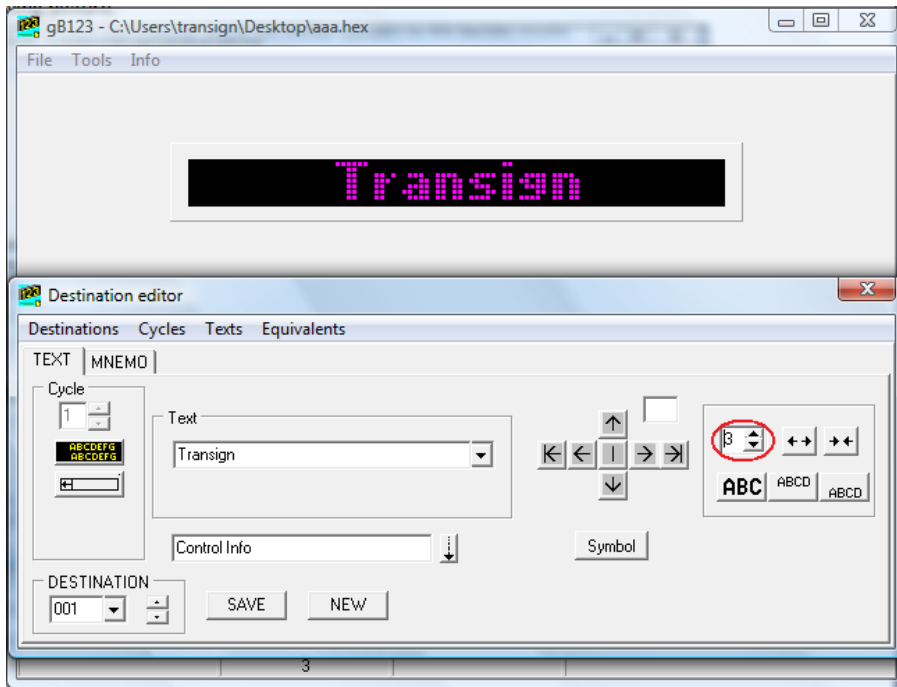 gB123 - C:\Users\transign\Desktop\aaa.hex
File Tools Info
Transign
Destination editor
Destinations Cycles Texts Equivalents
TEXT MNEMO
Cycle
1
ABCDEFG
ABCDEFG
Text
Transign
3
ABC ABCD ABCD
Control Info
Symbol
DESTINATION
001 SAVE NEW
3